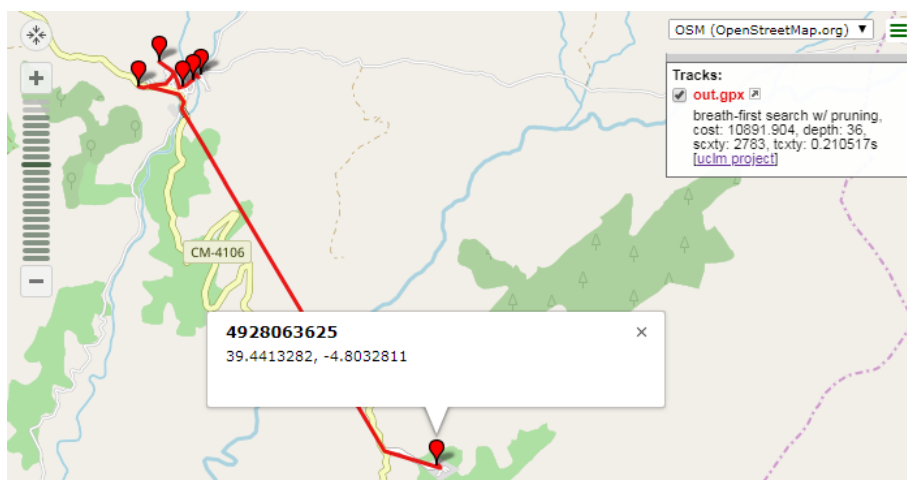 OSM (OpenStreetMap.org) ▼
Tracks:
out.gpx
breath-first search w/ pruning,
cost: 10891.904, depth: 36,
scxty: 2783, tcxty: 0.210517s
[uclm project]
CM-4106
4928063625
39.4413282, -4.8032811